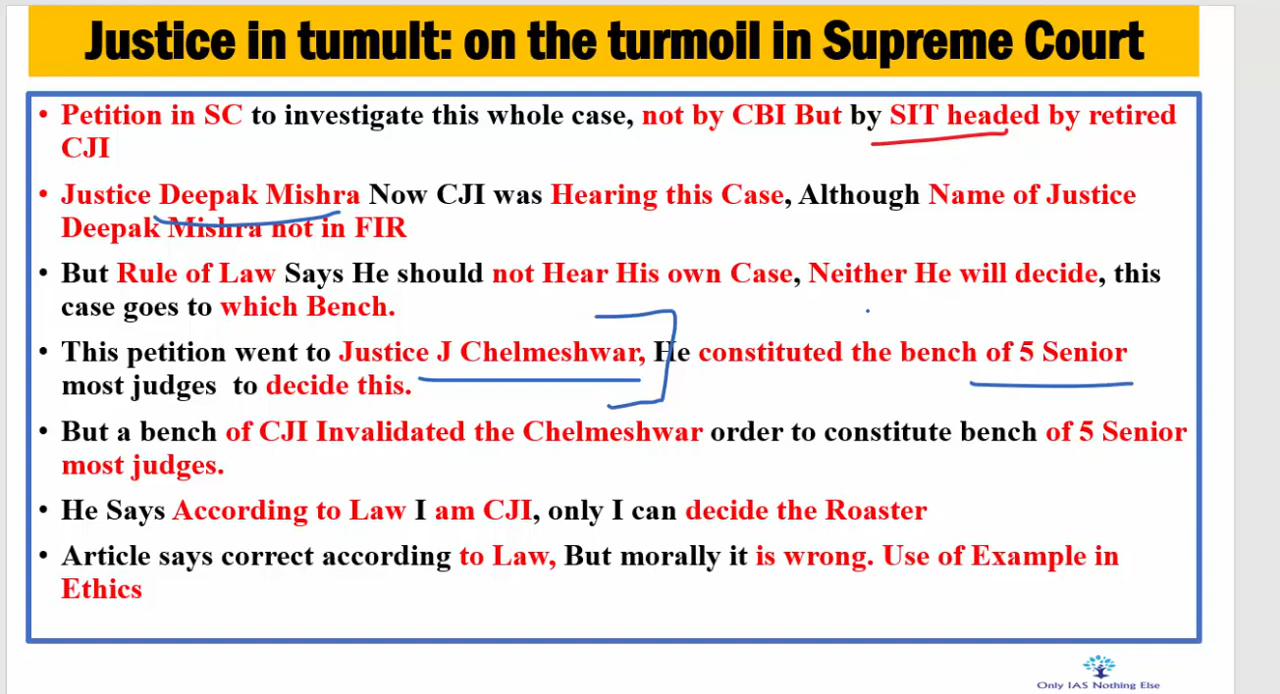 Justice in tumult: on the turmoil in Supreme Court
• Petition in SC to investigate this whole case, not by CBI But by SIT headed by retired
CJI
• Justice Deepak Mishra Now CJI was Hearing this Case, Although Name of Justice
Deepak Mishra not in FIR
• But Rule of Law Says He should not Hear His own Case, Neither He will decide, this
case goes to which Bench.
• This petition went to Justice J Chelmeshwar, He constituted the bench of 5 Senior
most judges to decide this.
• But a bench of CJI Invalidated the Chelmeshwar order to constitute bench of 5 Senior
most judges.
• He Says According to Law I am CJI, only I can decide the Roaster
• Article says correct according to Law, But morally it is wrong. Use of Example in
Ethics
Only IAS Nothing Else